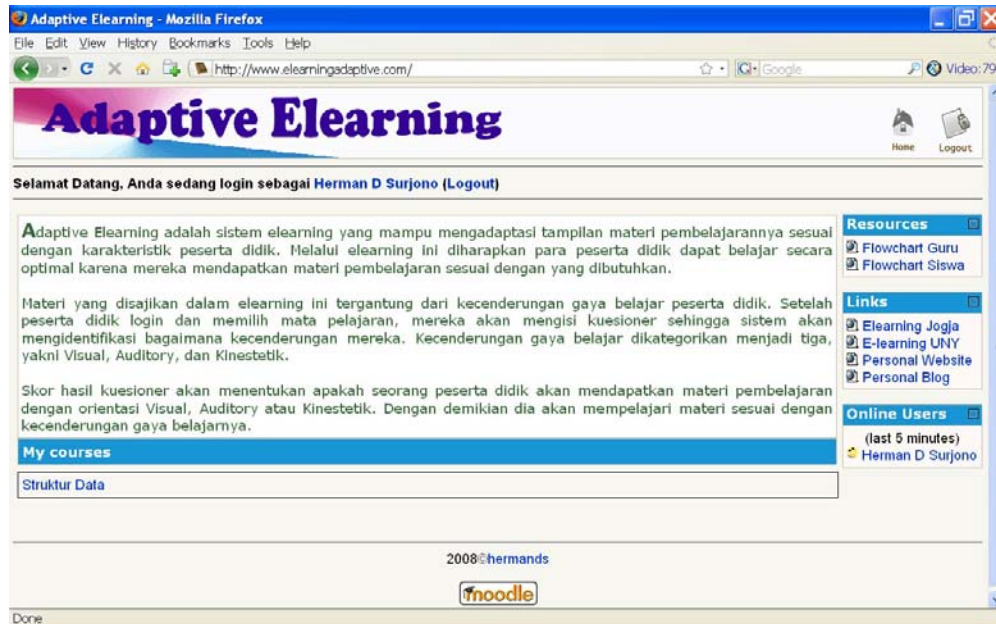 Adaptive Elearning - Mozilla Firefox
File Edit View History Bookmarks Tools Help
http://www.elearningadaptive.com/
Google
Video:79
Adaptive Elearning
Home
Logout
Selamat Datang, Anda sedang login sebagai Herman D Surjono (Logout)
Adaptive Elearning adalah sistem elearning yang mampu mengadaptasi tampilan materi pembelajarannya sesuai
dengan karakteristik peserta didik. Melalui elearning ini diharapkan para peserta didik dapat belajar secara
optimal karena mereka mendapatkan materi pembelajaran sesuai dengan yang dibutuhkan.
Materi yang disajikan dalam elearning ini tergantung dari kecenderungan gaya belajar peserta didik. Setelah
peserta didik login dan memilih mata pelajaran, mereka akan mengisi kuesioner sehingga sistem akan
mengidentifikasi bagaimana kecenderungan mereka. Kecenderungan gaya belajar dikategorikan menjadi tiga,
yakni Visual, Auditory, dan Kinestetik.
Skor hasil kuesioner akan menentukan apakah seorang peserta didik akan mendapatkan materi pembelajaran
dengan orientasi Visual, Auditory atau Kinestetik. Dengan demikian dia akan mempelajari materi sesuai dengan
kecenderungan gaya belajarnya.
My courses
Struktur Data
Resources
Flowchart Guru
Flowchart Siswa
Links
Elearning Jogja
E-learning UNY
Personal Website
Personal Blog
Online Users
(last 5 minutes)
Herman D Surjono
2008©hermands
moodle
Done